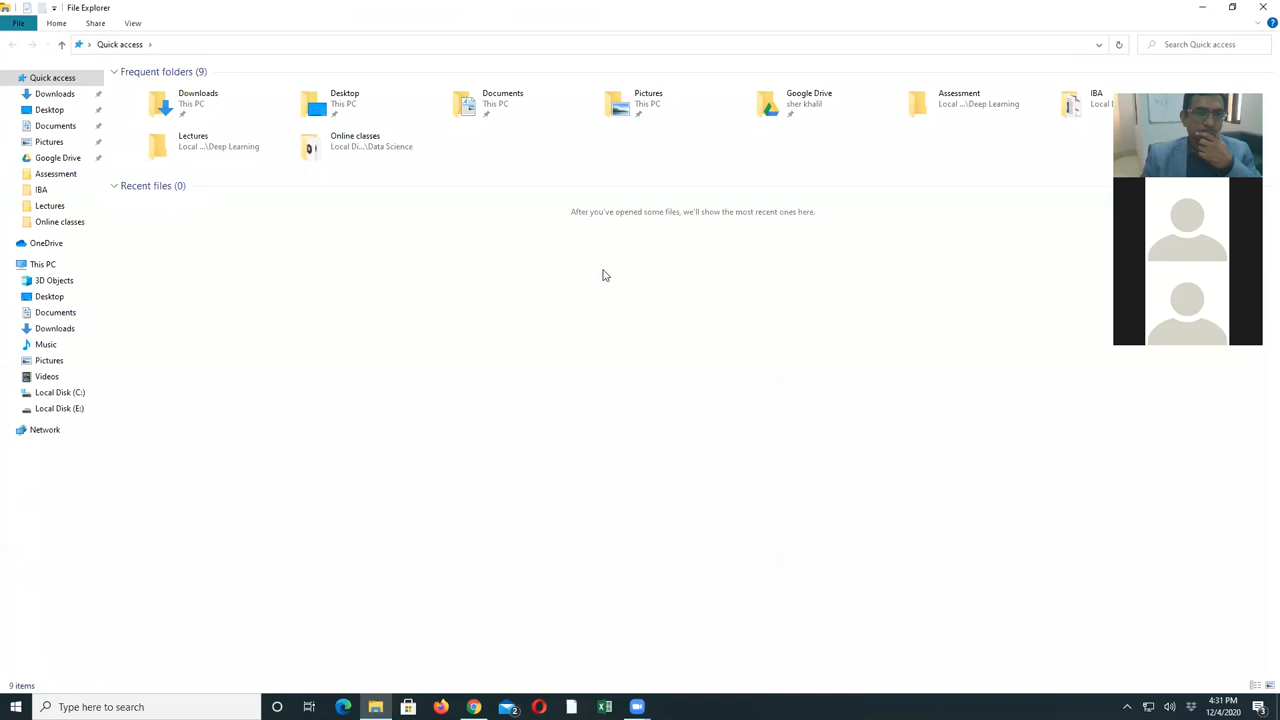 File Explorer
File
Home
Share
View
Quick access
Search Quick access
Quick access
Downloads
Desktop
Documents
Pictures
Google Drive
Assessment
IBA
Lectures
Online classes
OneDrive
This PC
3D Objects
Desktop
Documents
Downloads
Music
Pictures
Videos
Local Disk (C:)
Local Disk (E:)
Network
Frequent folders (9)
Downloads
This PC
Desktop
This PC
Documents
This PC
Pictures
This PC
Google Drive
sher khalil
Assessment
Local ...\Deep Learning
IBA
Local
Lectures
Local ...\Deep Learning
Online classes
Local Di...\Data Science
Recent files (0)
After you've opened some files, we'll show the most recent ones here.
9 items
Type here to search
2
4:31 PM
12/4/2020
3